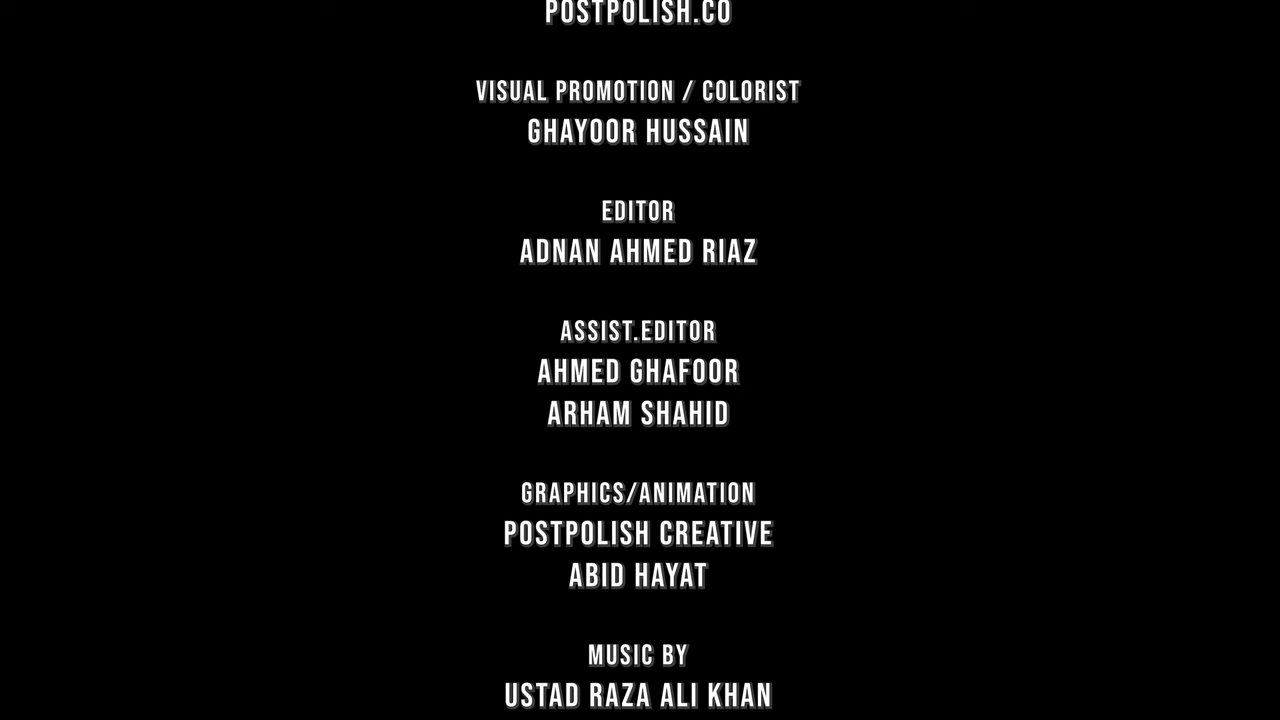 POSTPOLISH.CO
VISUAL PROMOTION / COLORIST
GHAYOOR HUSSAIN
EDITOR
ADNAN AHMED RIAZ
ASSIST.EDITOR
AHMED GHAFOOR
ARHAM SHAHID
GRAPHICS/ANIMATION
POSTPOLISH CREATIVE
ABID HAYAT
MUSIC BY
USTAD RAZA ALI KHAN